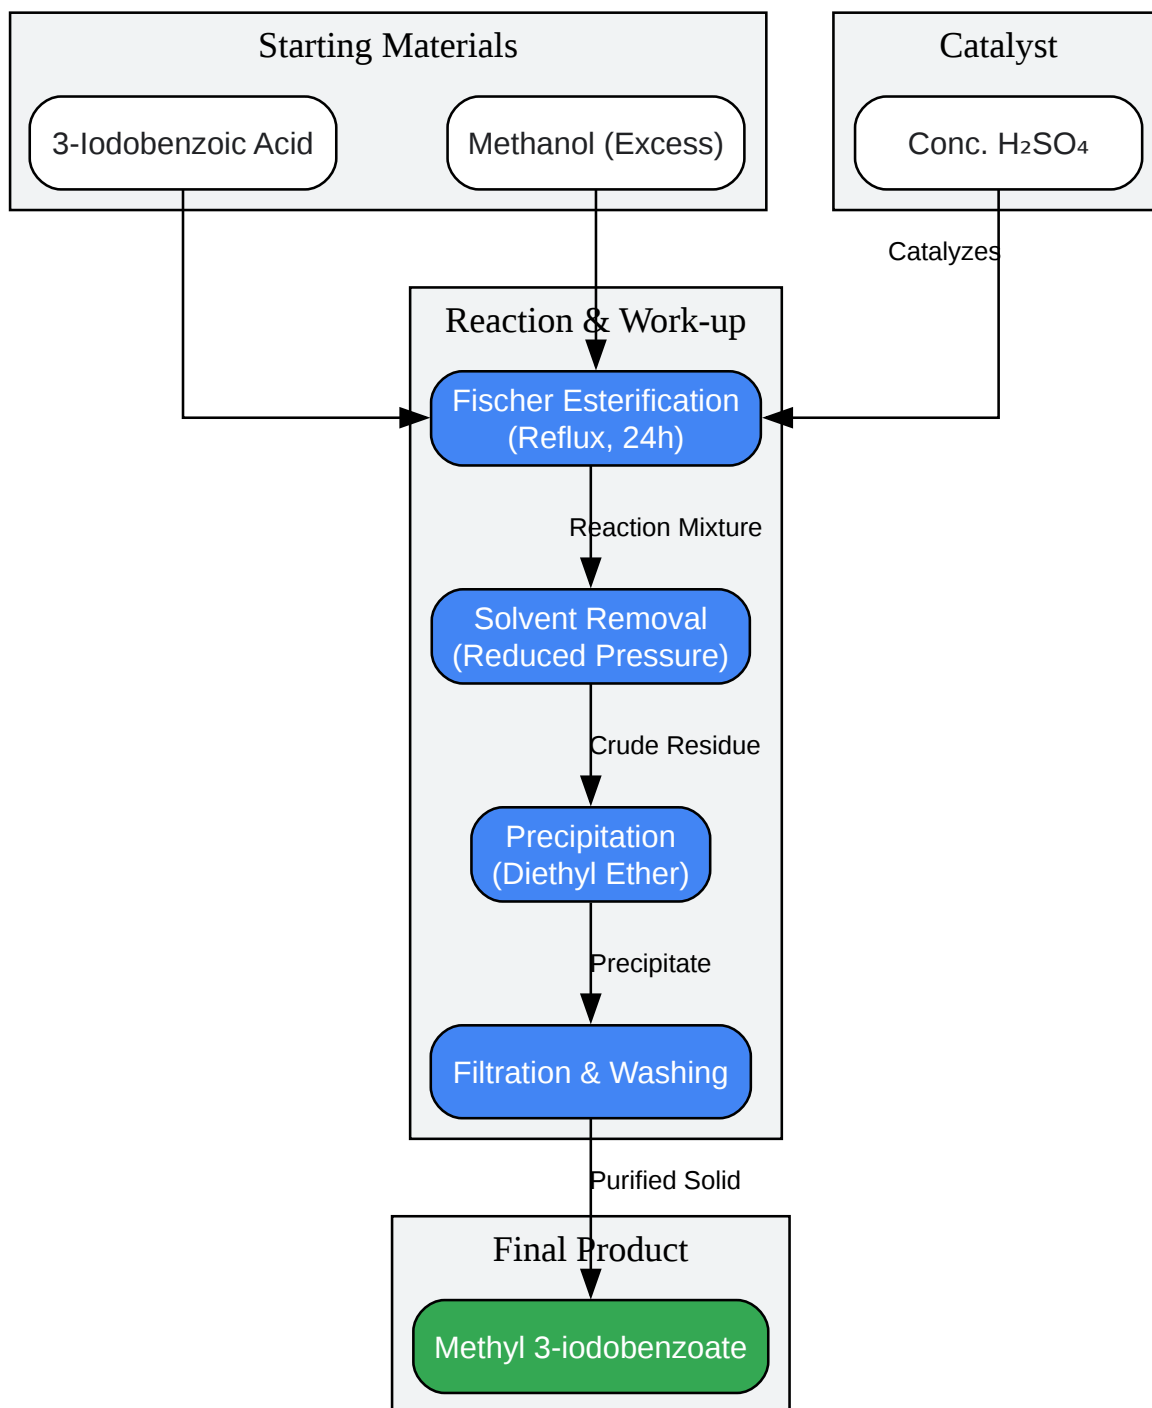 Starting Materials
Catalyst
3-Iodobenzoic Acid
Methanol (Excess)
Conc. H₂SO₄
Catalyzes
Reaction & Work-up
Fischer Esterification
(Reflux, 24h)
Reaction Mixture
Solvent Removal
(Reduced Pressure)
Crude Residue
Precipitation
(Diethyl Ether)
Precipitate
Filtration & Washing
Purified Solid
Final Product
Methyl 3-iodobenzoate